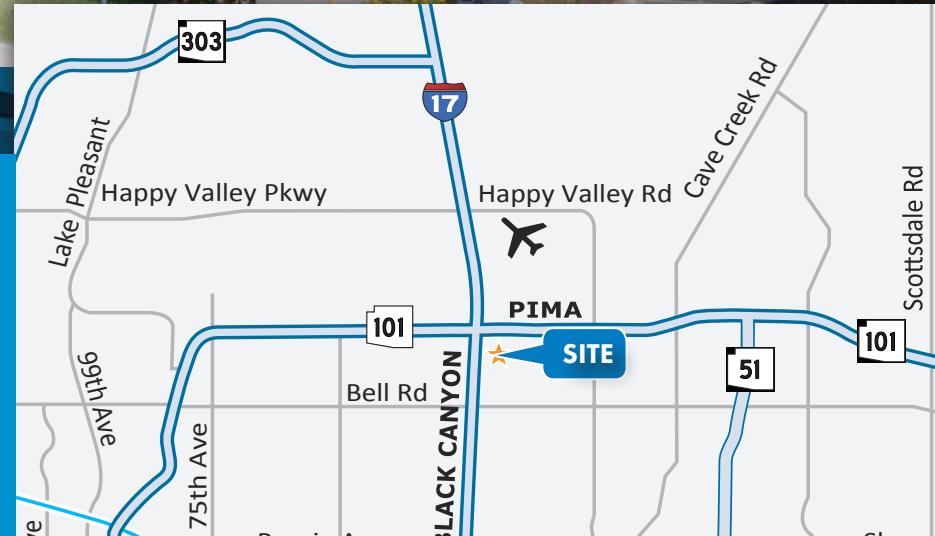 303
17
Cave Creek Rd
Lake Pleasant
Happy Valley Pkwy
Happy Valley Rd
Scottsdale Rd
PIMA
101
SITE
101
51
99th Ave
Bell Rd
BLACK CANYON
75th Ave